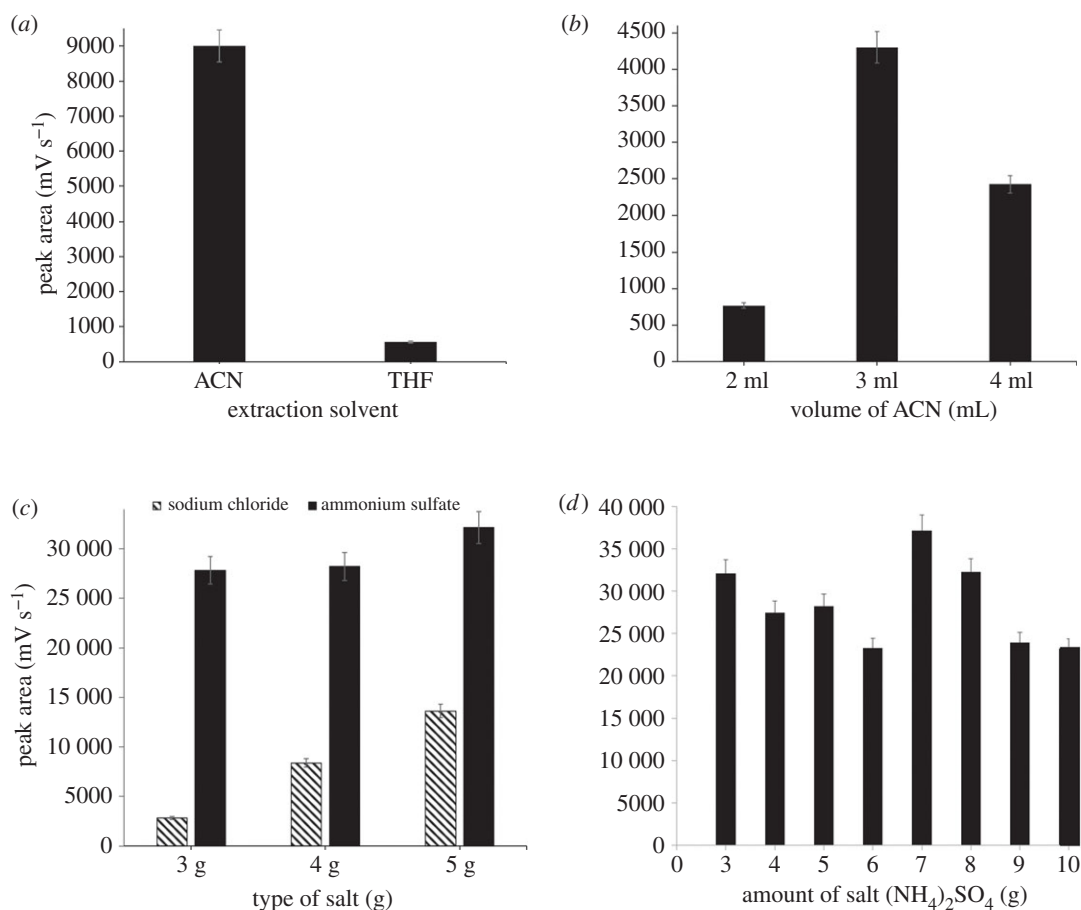 (a)
9000
8000
7000
6000
5000
4000
3000
2000
1000
0
peak area (mV s−1)
ACN THF
extraction solvent
(b)
4500
4000
3500
3000
2500
2000
1500
1000
500
0
2 ml 3 ml 4 ml
volume of ACN (mL)
(c)
sodium chloride ammonium sulfate
30 000
25 000
20 000
15 000
10 000
5000
0
peak area (mV s−1)
3 g 4 g 5 g
type of salt (g)
(d)
40 000
35 000
30 000
25 000
20 000
15 000
10 000
5000
0
0 3 4 5 6 7 8 9 10
amount of salt (NH4)2SO4 (g)